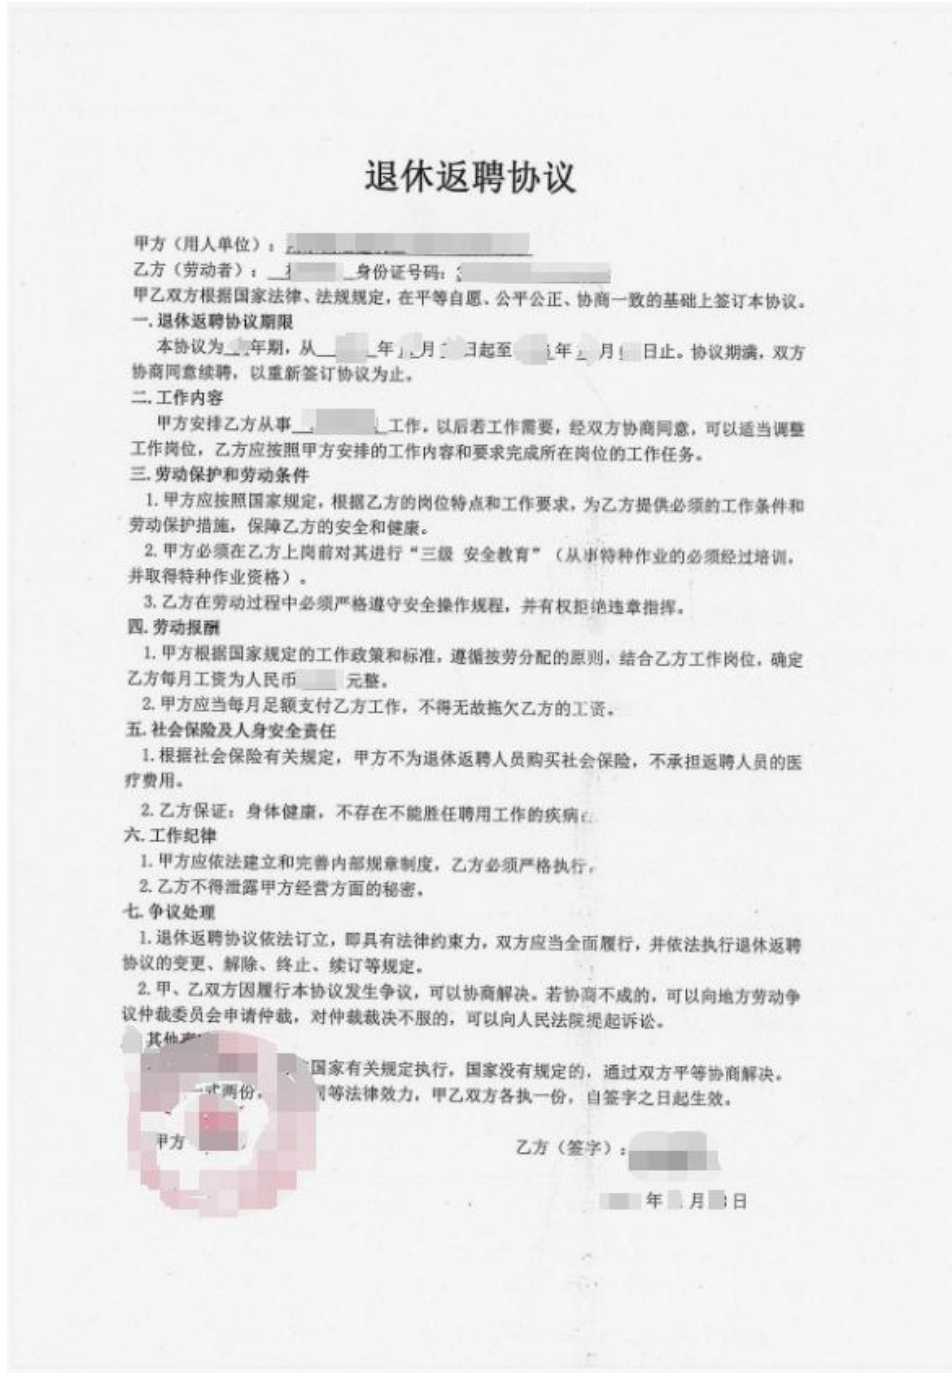 退休返聘协议
甲方（用人单位）：
乙方（劳动者）： 身份证号码：
甲乙双方根据国家法律、法规规定，在平等自愿、公平公正、协商一致的基础上签订本协议。
一.退休返聘协议期限
本协议为 年期，从 年 月 日起至 年 月 日止。协议期满，双方
协商同意续聘，以重新签订协议为止。
二.工作内容
甲方安排乙方从事 工作。以后若工作需要，经双方协商同意，可以适当调整
工作岗位，乙方应按照甲方安排的工作内容和要求完成所在岗位的工作任务。
三.劳动保护和劳动条件
1.甲方应按照国家规定，根据乙方的岗位特点和工作要求，为乙方提供必须的工作条件和
劳动保护措施，保障乙方的安全和健康。
2.甲方必须在乙方上岗前对其进行“三级 安全教育”（从事特种作业的必须经过培训，
并取得特种作业资格）。
3.乙方在劳动过程中必须严格遵守安全操作规程，并有权拒绝违章指挥。
四.劳动报酬
1.甲方根据国家规定的工作政策和标准，遵循按劳分配的原则，结合乙方工作岗位，确定
乙方每月工资为人民币 元整。
2.甲方应当每月足额支付乙方工作，不得无故拖欠乙方的工资。
五.社会保险及人身安全责任
1.根据社会保险有关规定，甲方不为退休返聘人员购买社会保险，不承担返聘人员的医
疗费用。
2.乙方保证：身体健康，不存在不能胜任聘用工作的疾病。
六.工作纪律
1.甲方应依法建立和完善内部规章制度，乙方必须严格执行。
2.乙方不得泄露甲方经营方面的秘密。
七.争议处理
1.退休返聘协议依法订立，即具有法律约束力，双方应当全面履行，并依法执行退休返聘
协议的变更、解除、终止、续订等规定。
2.甲、乙双方因履行本协议发生争议，可以协商解决。若协商不成的，可以向地方劳动争
议仲裁委员会申请仲裁，对仲裁裁决不服的，可以向人民法院提起诉讼。
其他
国家有关规定执行，国家没有规定的，通过双方平等协商解决。
式两份， 同等法律效力，甲乙双方各执一份，自签字之日起生效。
甲方 乙方（签字）：
年 月 日